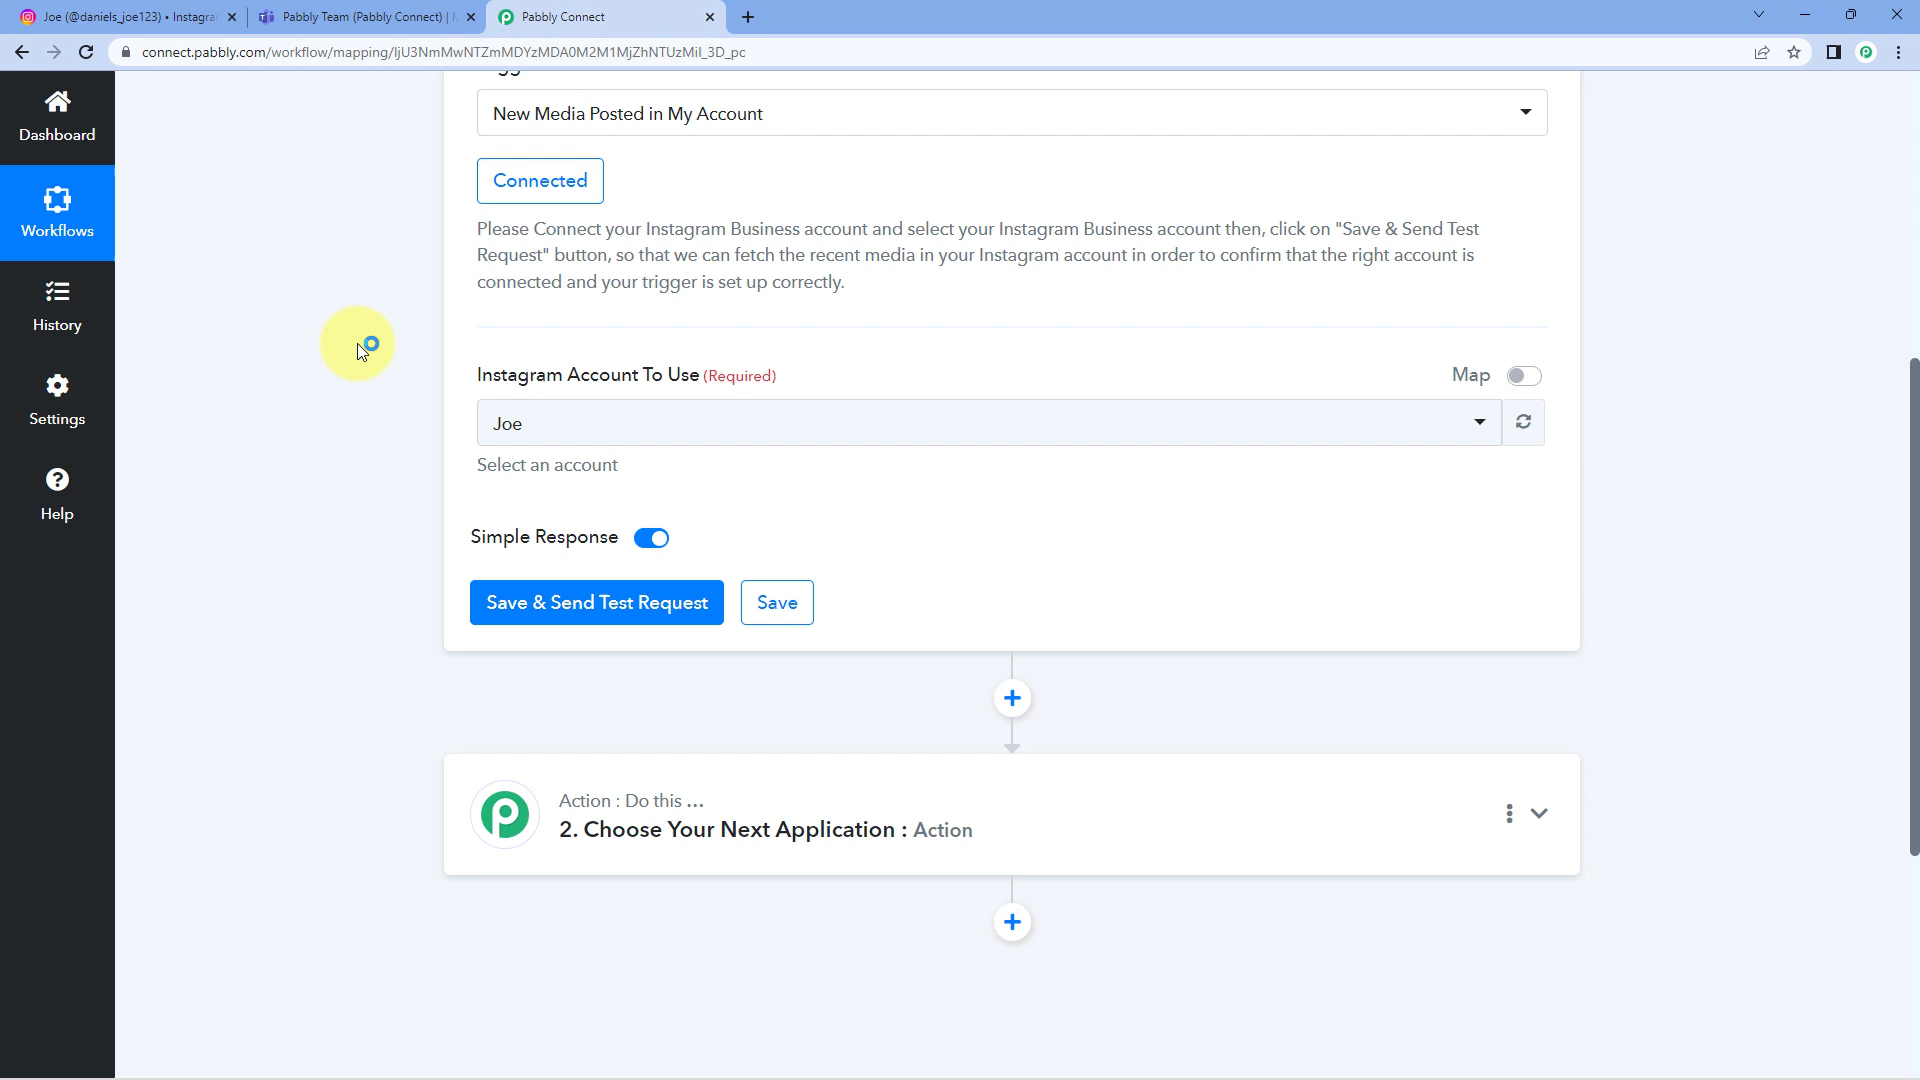 Joe (@daniels_joe123) • Instagra
Pabbly Team (Pabbly Connect) |
Pabbly Connect
connect.pabbly.com/workflow/mapping/IjU3NmMwNTZmMDYzMDA0M2M1MjZhNTUzMiI_3D_pc
Dashboard
Workflows
History
Settings
Help
New Media Posted in My Account
Connected
Please Connect your Instagram Business account and select your Instagram Business account then, click on "Save & Send Test
Request" button, so that we can fetch the recent media in your Instagram account in order to confirm that the right account is
connected and your trigger is set up correctly.
Instagram Account To Use (Required)
Map
Joe
Select an account
Simple Response
Save & Send Test Request
Save
Action : Do this ...
2. Choose Your Next Application : Action